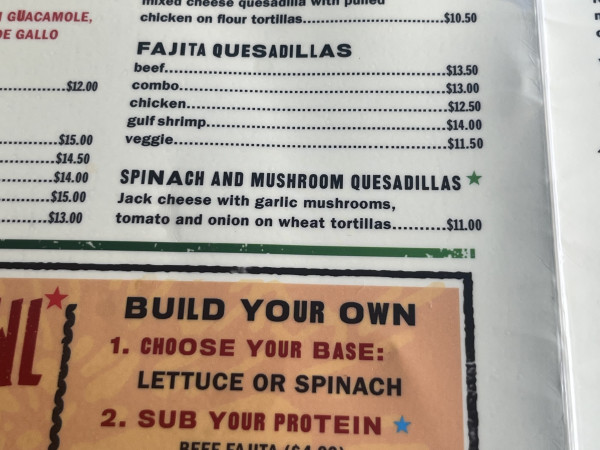 GUACAMOLE,
DE GALLO
$12.00
$15.00
$14.50
$14.00
$15.00
$13.00
mixed cheese quesadilla with pulled
chicken on flour tortillas $10.50
FAJITA QUESADILLAS
beef $13.50
combo $13.00
chicken $12.50
gulf shrimp $14.00
veggie $11.50
SPINACH AND MUSHROOM QUESADILLAS
Jack cheese with garlic mushrooms,
tomato and onion on wheat tortillas $11.00
BUILD YOUR OWN
1. CHOOSE YOUR BASE:
LETTUCE OR SPINACH
2. SUB YOUR PROTEIN
BEEF FAJITA